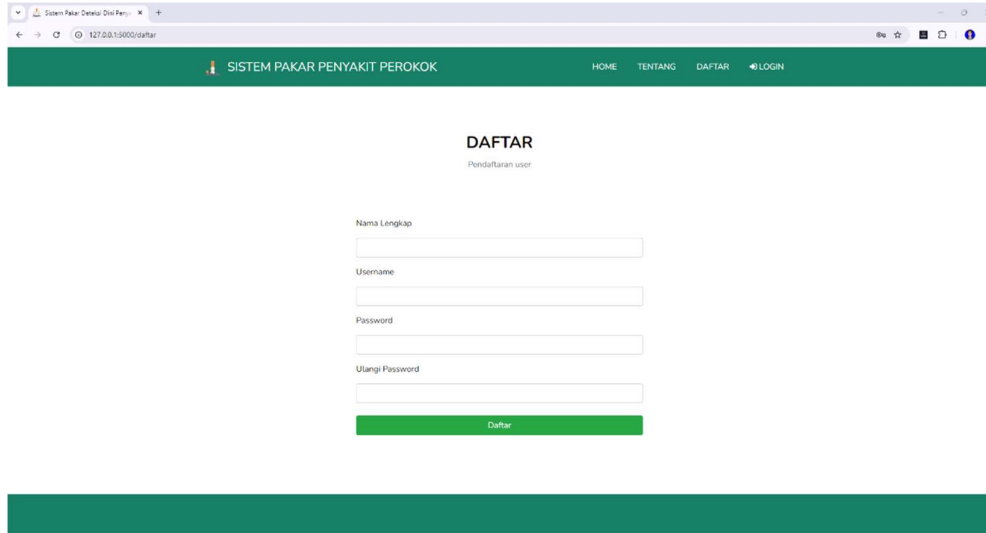 Sistem Pakar Deteksi Dini Peny
127.0.0.1:5000/daftar
SISTEM PAKAR PENYAKIT PEROKOK
HOME TENTANG DAFTAR LOGIN
DAFTAR
Pendaftaran user
Nama Lengkap
Username
Password
Ulangi Password
Daftar